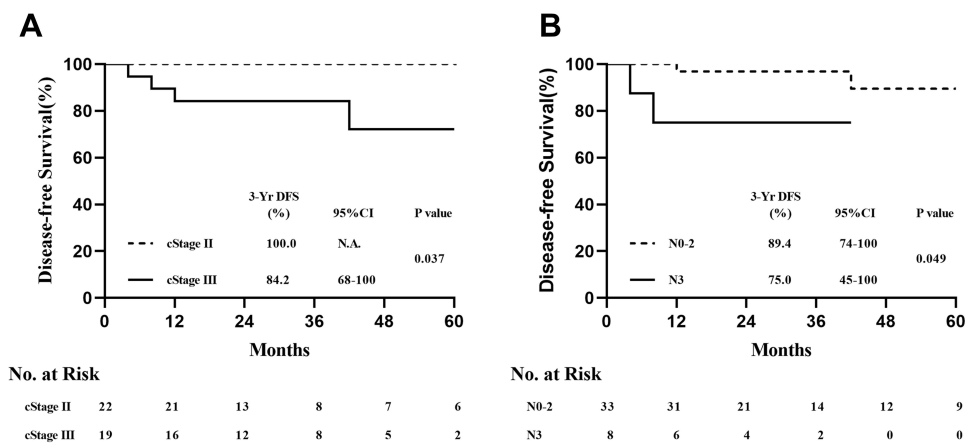 A
Disease-free Survival(%)
100
80
60
40
20
0
3-Yr DFS
(%) 95%CI P value
cStage II 100.0 N.A.
0.037
cStage III 84.2 68-100
0 12 24 36 48 60
Months
No. at Risk
cStage II 22 21 13 8 7 6
cStage III 19 16 12 8 5 2
B
Disease-free Survival(%)
100
80
60
40
20
0
3-Yr DFS
(%) 95%CI P value
N0-2 89.4 74-100
0.049
N3 75.0 45-100
0 12 24 36 48 60
Months
No. at Risk
N0-2 33 31 21 14 12 9
N3 8 6 4 2 0 0